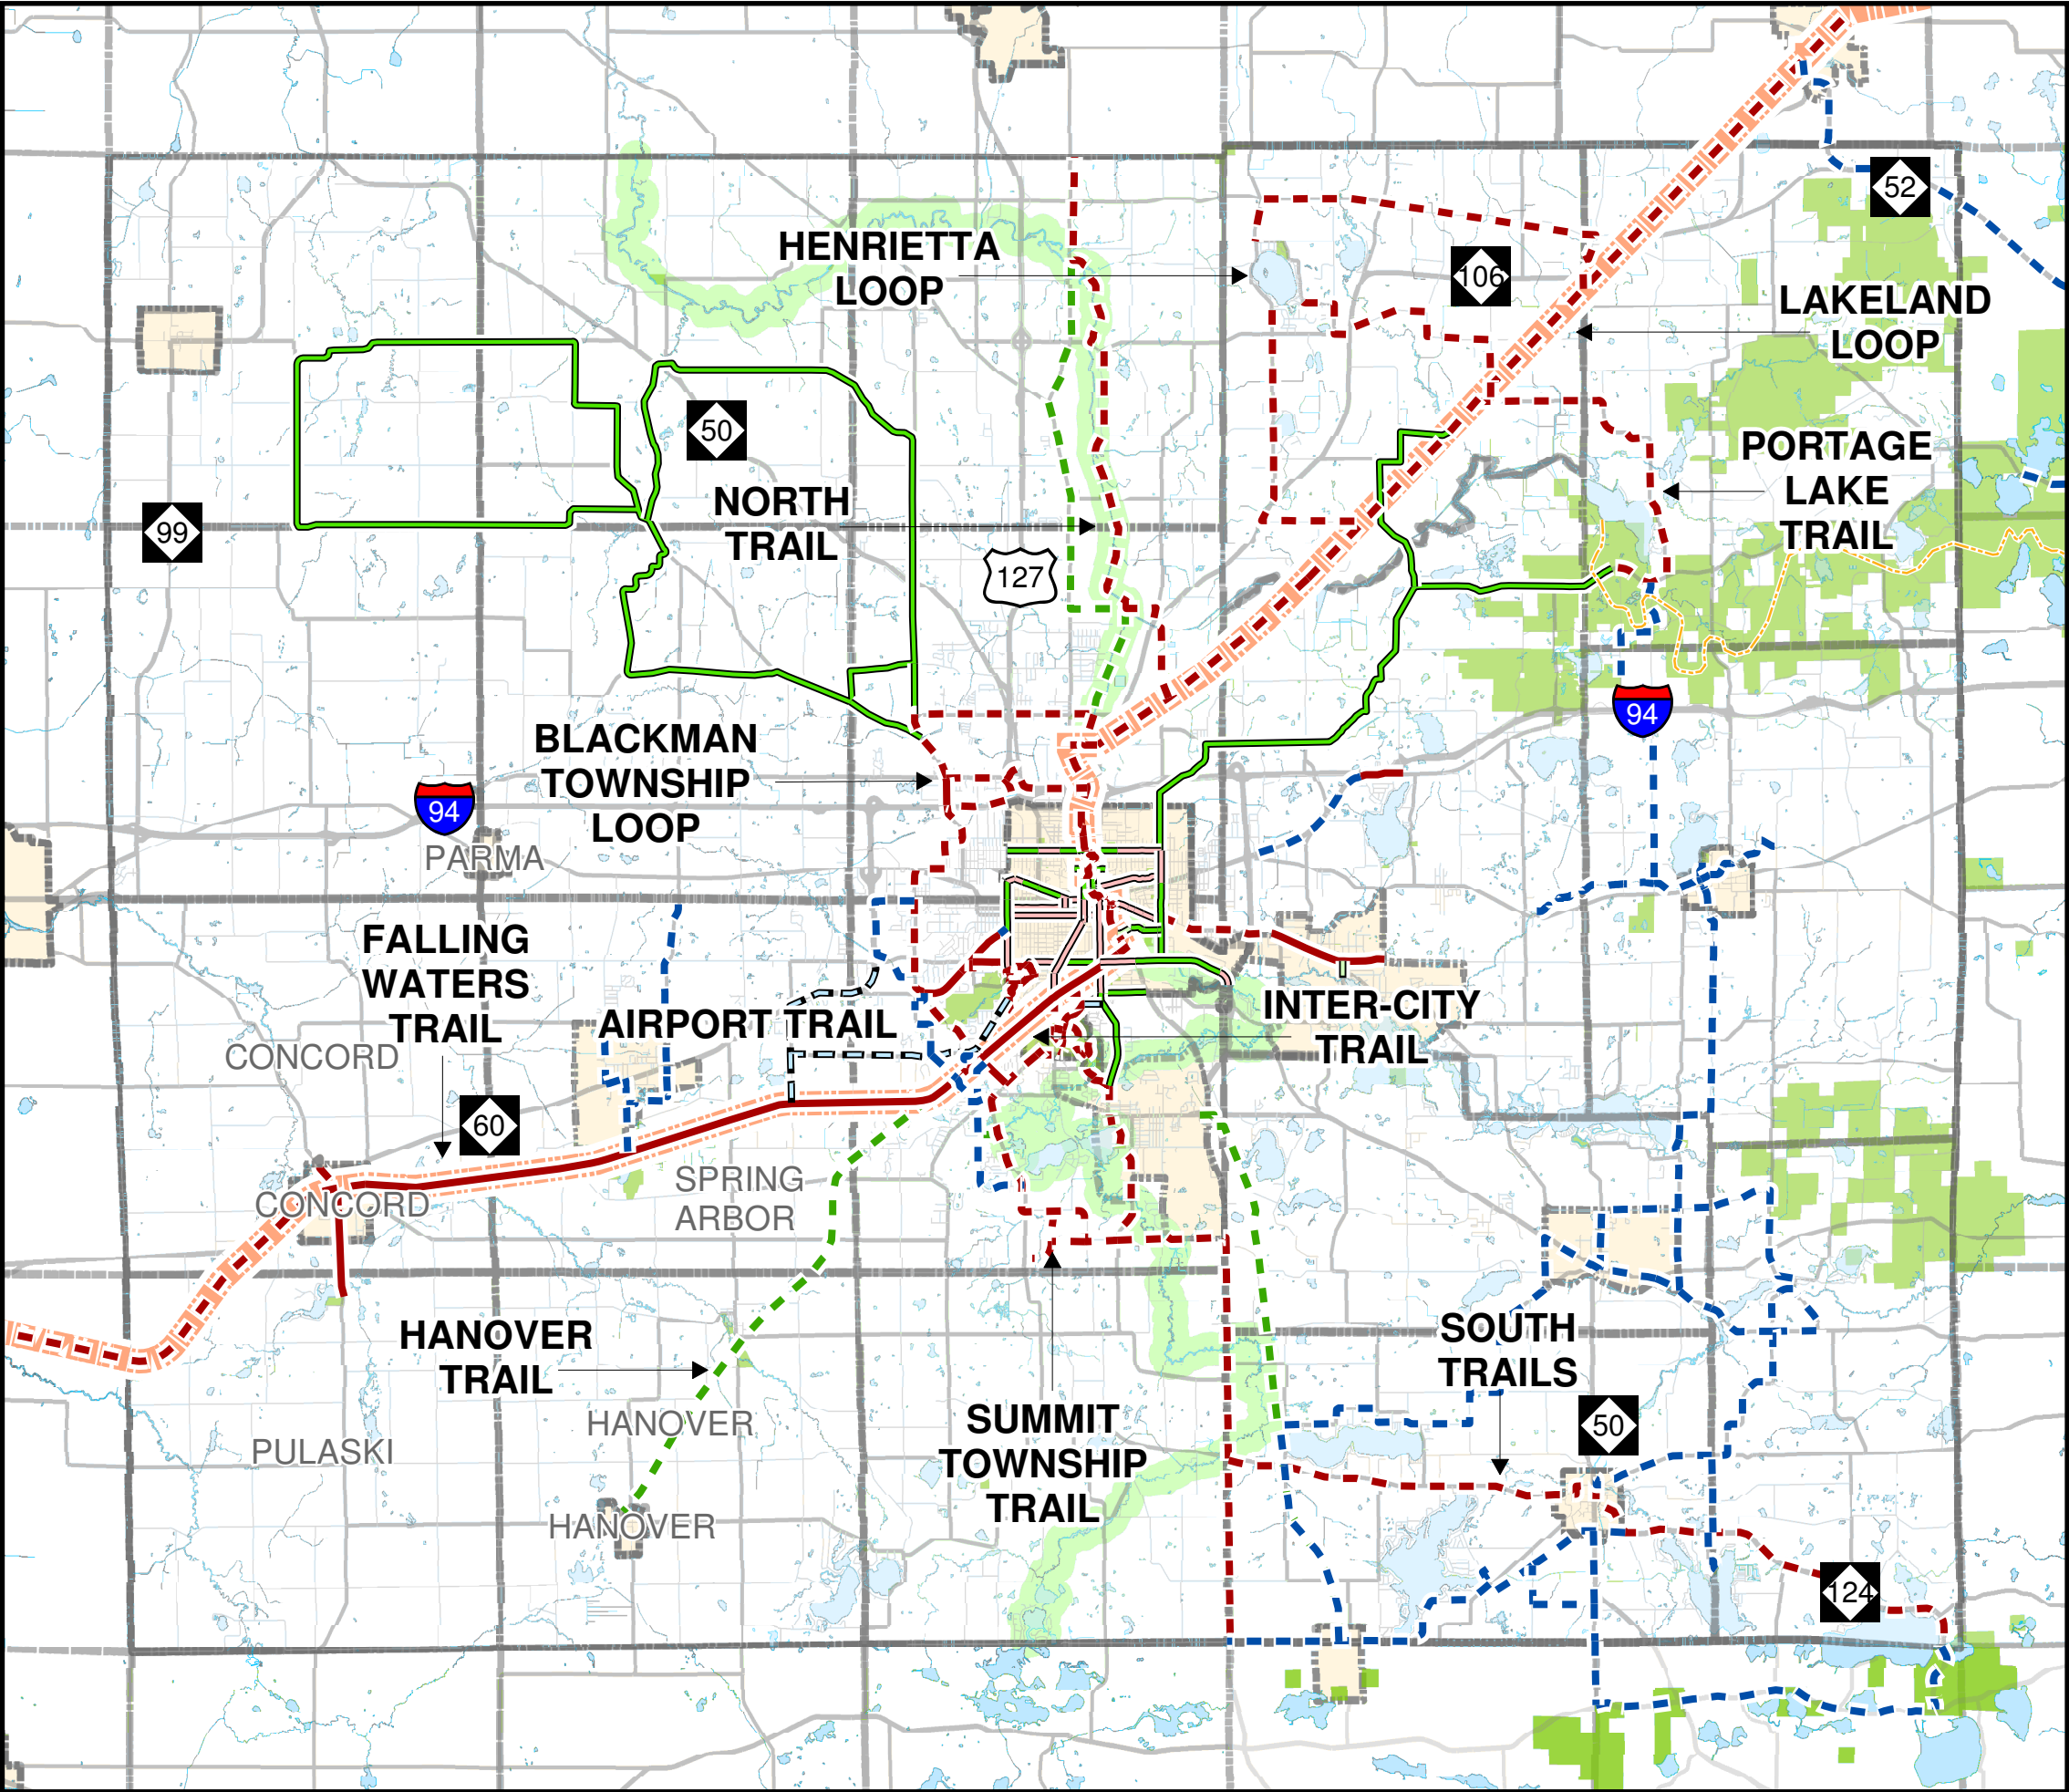 52
HENRIETTA
LOOP
106
LAKELAND
LOOP
50
PORTAGE
LAKE
TRAIL
NORTH
TRAIL
99
127
94
BLACKMAN
TOWNSHIP
LOOP
94
PARMA
FALLING
WATERS
TRAIL
AIRPORT TRAIL
INTER-CITY
TRAIL
CONCORD
60
SPRING
ARBOR
CONCORD
HANOVER
TRAIL
SOUTH
TRAILS
HANOVER
PULASKI
SUMMIT
TOWNSHIP
TRAIL
50
HANOVER
124